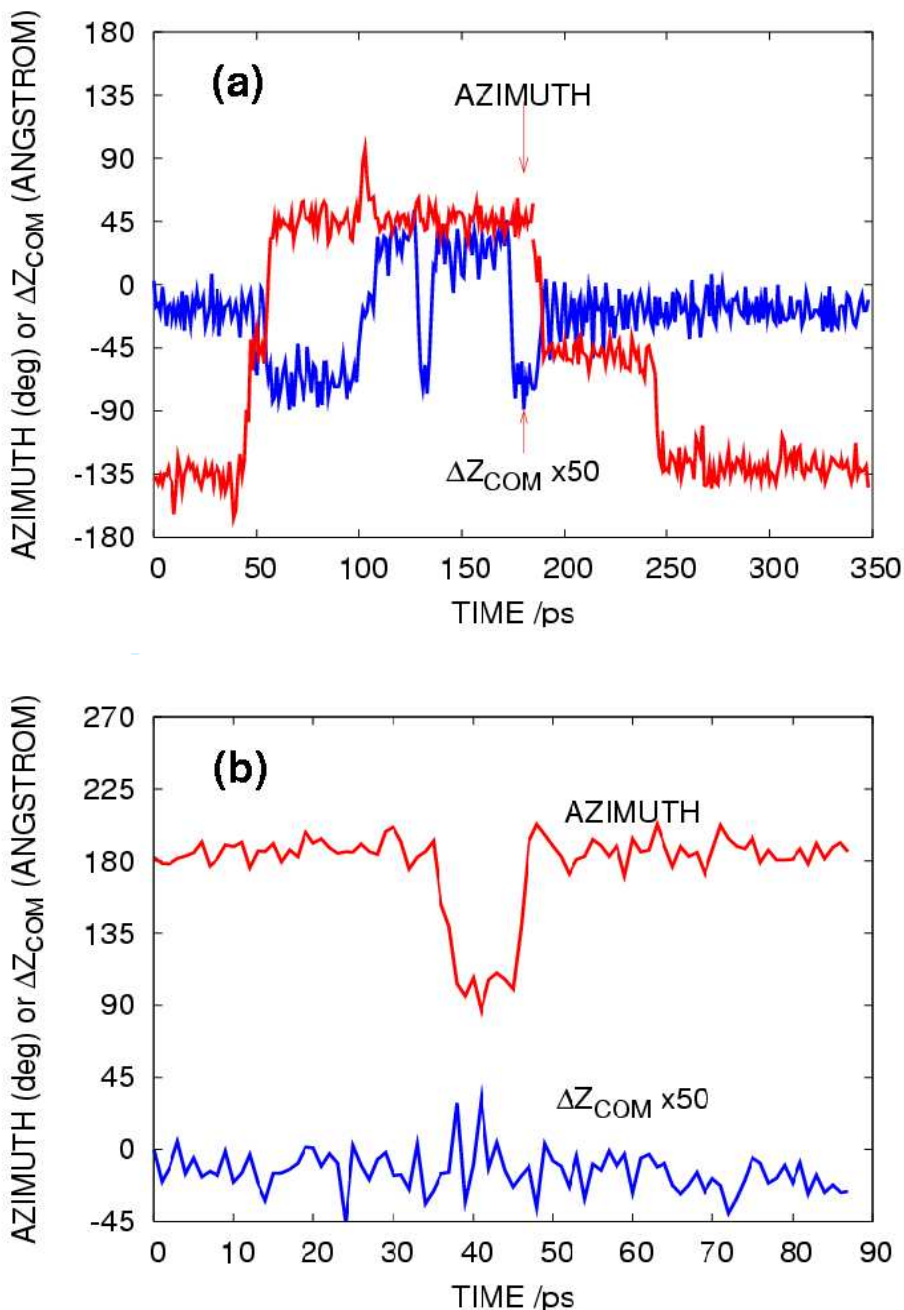 (a)
AZIMUTH (deg) or ΔZCOM (ANGSTROM)
180
135
90
45
0
-45
-90
-135
-180
AZIMUTH
ΔZCOM x50
0 50 100 150 200 250 300 350
TIME /ps
(b)
AZIMUTH (deg) or ΔZCOM (ANGSTROM)
270
225
180
135
90
45
0
-45
AZIMUTH
ΔZCOM x50
0 10 20 30 40 50 60 70 80 90
TIME /ps